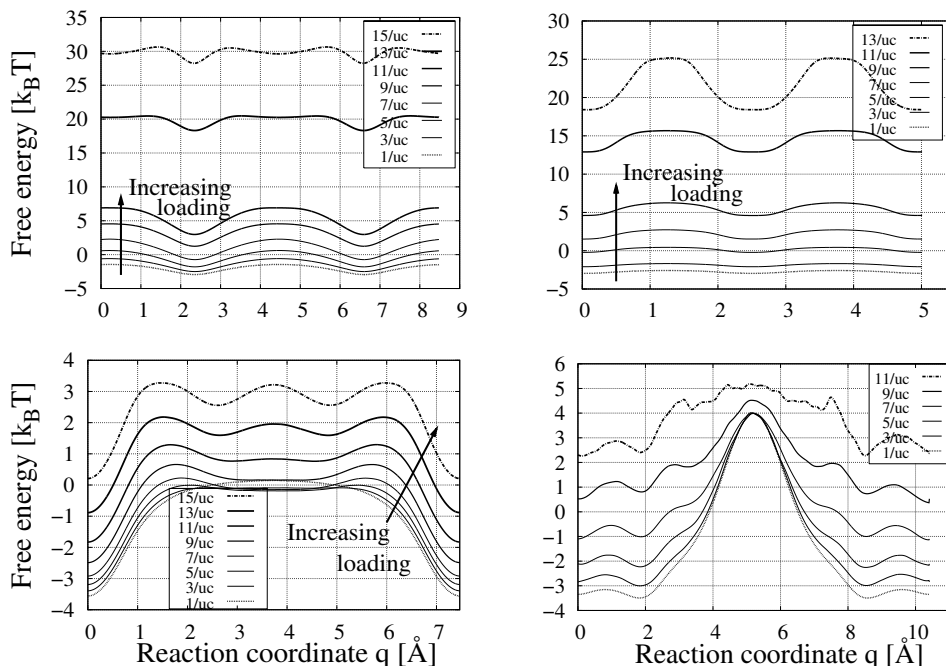 Free energy [kBT]
35
30
25
20
15
10
5
0
−5
15/uc
13/uc
11/uc
9/uc
7/uc
5/uc
3/uc
1/uc
Increasing
loading
0 1 2 3 4 5 6 7 8 9
30
25
20
15
10
5
0
−5
13/uc
11/uc
9/uc
7/uc
5/uc
3/uc
1/uc
Increasing
loading
0 1 2 3 4 5
Free energy [kBT]
4
3
2
1
0
−1
−2
−3
−4
15/uc
13/uc
11/uc
9/uc
7/uc
5/uc
3/uc
1/uc
Increasing
loading
0 1 2 3 4 5 6 7
Reaction coordinate q [Å]
6
5
4
3
2
1
0
−1
−2
−3
−4
11/uc
9/uc
7/uc
5/uc
3/uc
1/uc
0 2 4 6 8 10
Reaction coordinate q [Å]